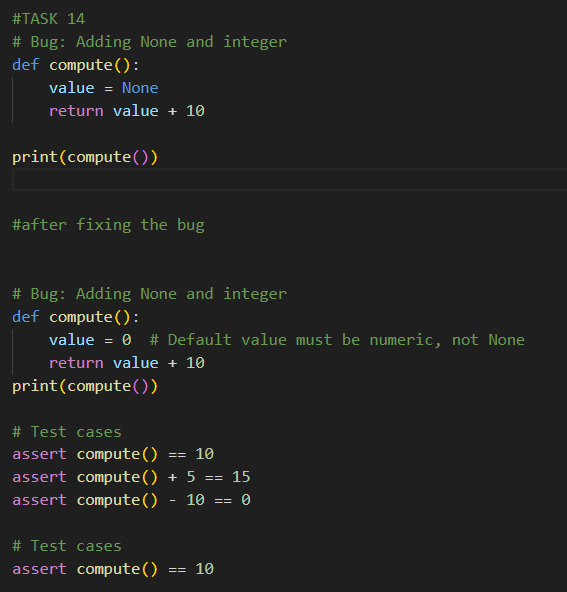 #TASK 14
# Bug: Adding None and integer
def compute():
    value = None
    return value + 10
print(compute())
#after fixing the bug
# Bug: Adding None and integer
def compute():
    value = 0  # Default value must be numeric, not None
    return value + 10
print(compute())
# Test cases
assert compute() == 10
assert compute() + 5 == 15
assert compute() - 10 == 0
# Test cases
assert compute() == 10